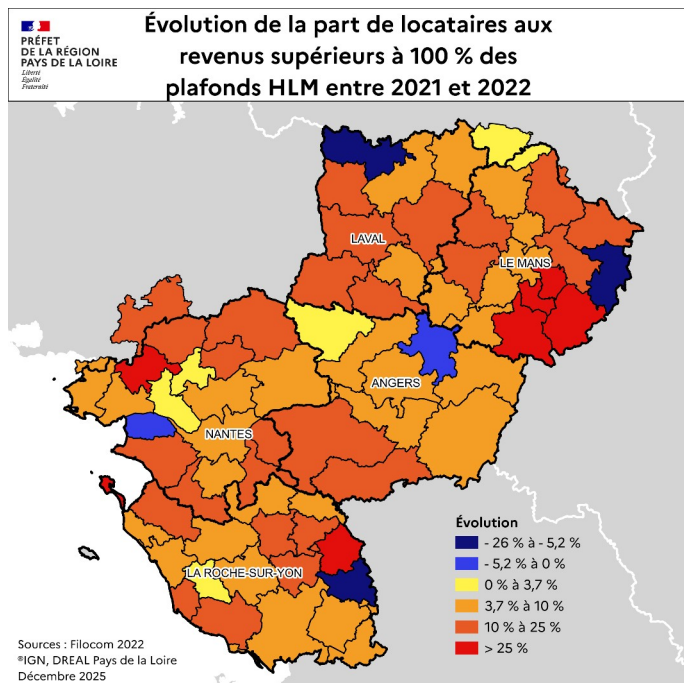 PRÉFET
DE LA RÉGION
PAYS DE LA LOIRE
Liberté
Égalité
Fraternité
Évolution de la part de locataires aux
revenus supérieurs à 100 % des
plafonds HLM entre 2021 et 2022
LAVAL
LE MANS
ANGERS
NANTES
LA ROCHE-SUR-YON
Évolution
- 26 % à - 5,2 %
- 5,2 % à 0 %
0 % à 3,7 %
3,7 % à 10 %
10 % à 25 %
> 25 %
Sources : Filocom 2022
®IGN, DREAL Pays de la Loire
Décembre 2025